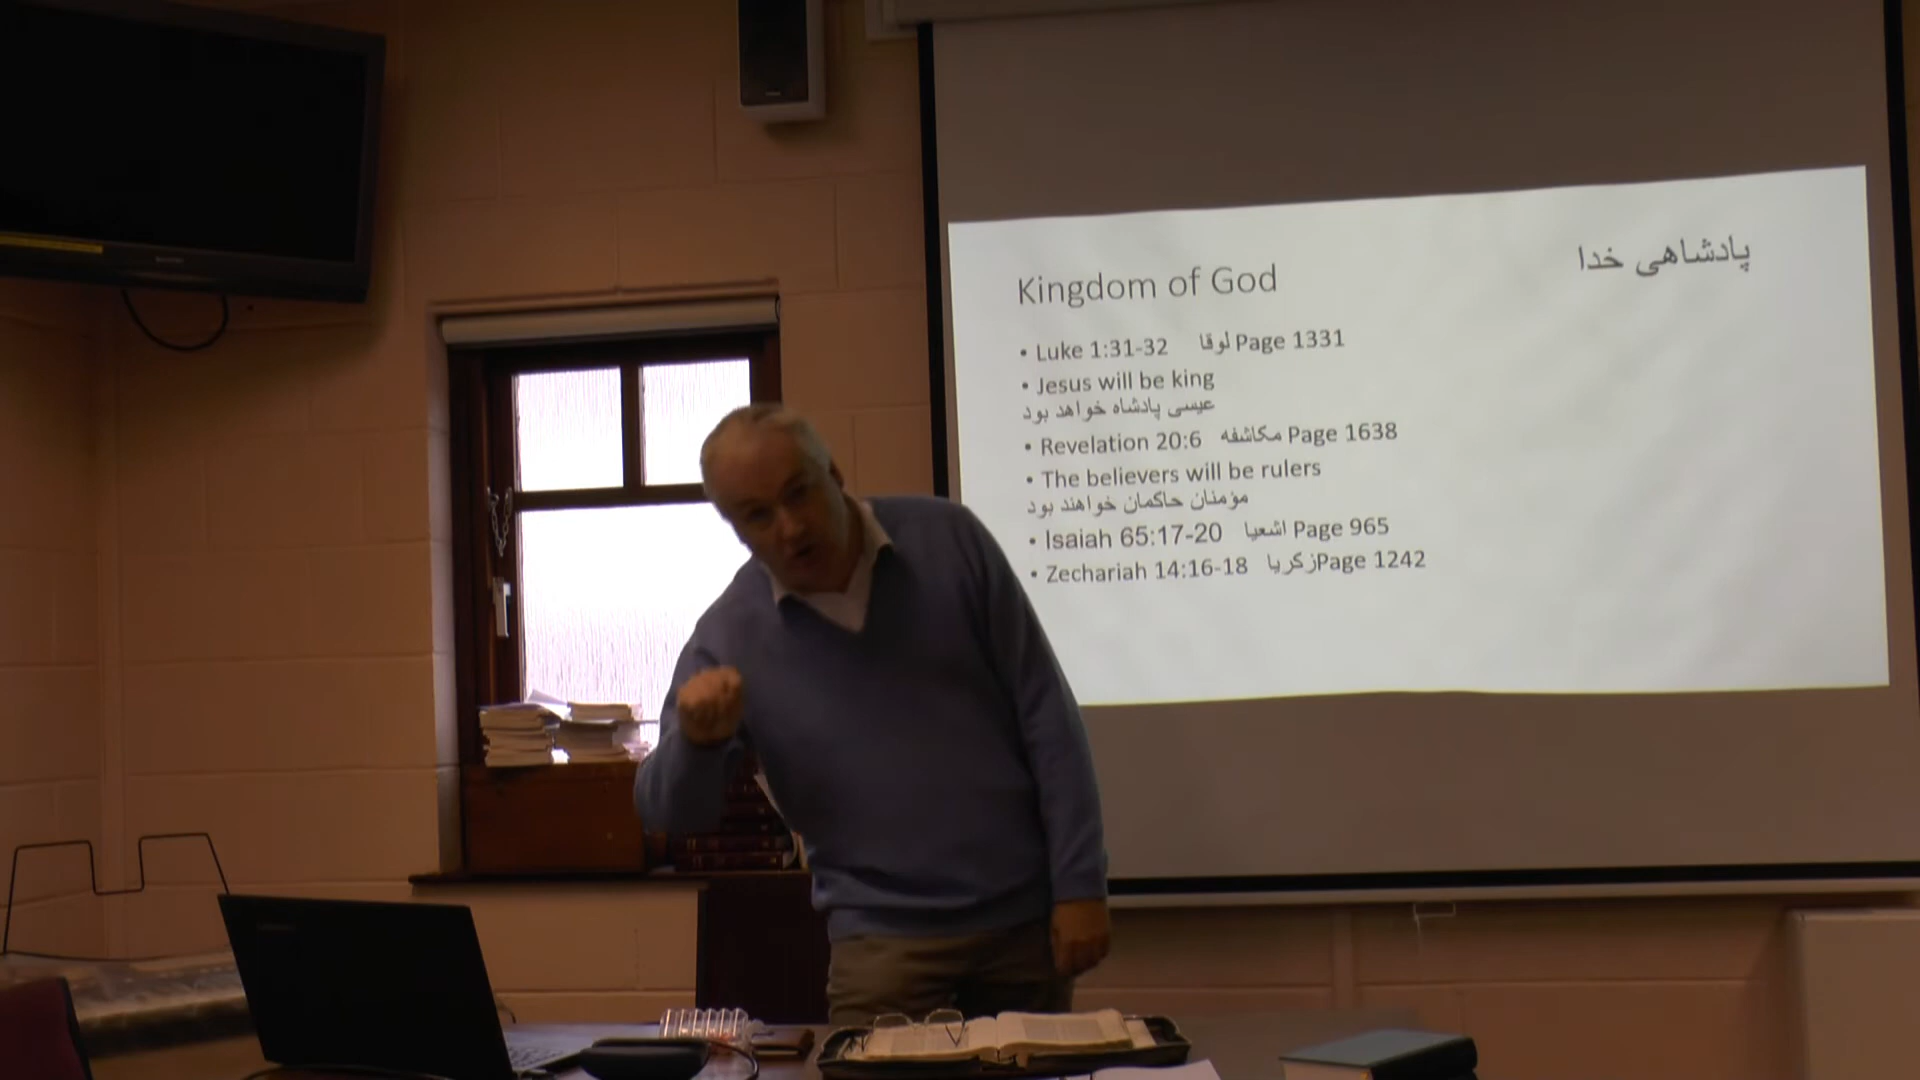 Kingdom of God
پادشاهی خدا
• Luke 1:31-32 لوقا Page 1331
• Jesus will be king
عیسی پادشاه خواهد بود
• Revelation 20:6 مکاشفه Page 1638
• The believers will be rulers
مؤمنان حاکمان خواهند بود
• Isaiah 65:17-20 اشعیا Page 965
• Zechariah 14:16-18 زکریا Page 1242